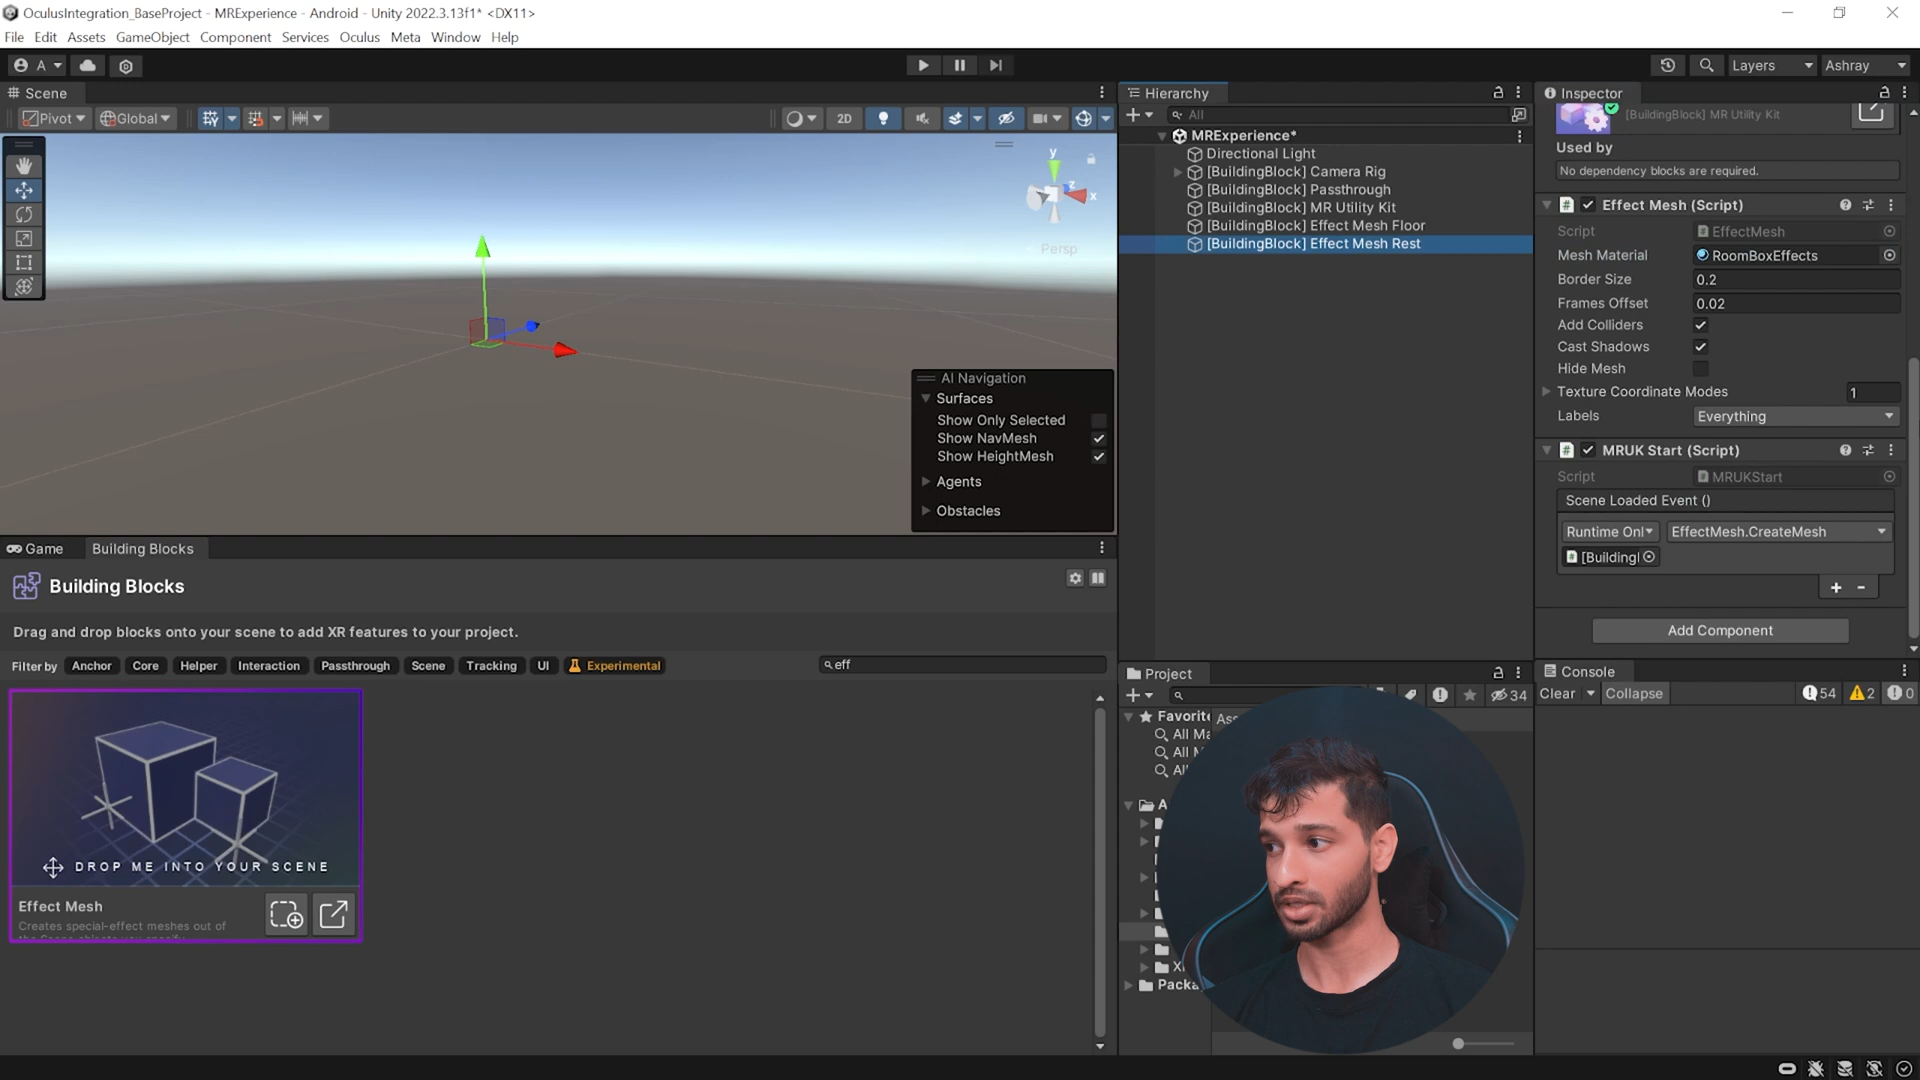 OculusIntegration_BaseProject - MRExperience - Android - Unity 2022.3.13f1* <DX11>
File Edit Assets GameObject Component Services Oculus Meta Window Help
A
Layers
Ashray
Scene
Pivot
Global
2D
y
z
x
Persp
AI Navigation
Surfaces
Show Only Selected
Show NavMesh
Show HeightMesh
Agents
Obstacles
Hierarchy
All
MRExperience*
Directional Light
[BuildingBlock] Camera Rig
[BuildingBlock] Passthrough
[BuildingBlock] MR Utility Kit
[BuildingBlock] Effect Mesh Floor
[BuildingBlock] Effect Mesh Rest
Inspector
[BuildingBlock] MR Utility Kit
Used by
No dependency blocks are required.
Effect Mesh (Script)
Script EffectMesh
Mesh Material RoomBoxEffects
Border Size 0.2
Frames Offset 0.02
Add Colliders
Cast Shadows
Hide Mesh
Texture Coordinate Modes 1
Labels Everything
MRUK Start (Script)
Script MRUKStart
Scene Loaded Event ()
Runtime Onl EffectMesh.CreateMesh
[Building
Add Component
Game Building Blocks
Building Blocks
Drag and drop blocks onto your scene to add XR features to your project.
Filter by Anchor Core Helper Interaction Passthrough Scene Tracking UI Experimental
eff
DROP ME INTO YOUR SCENE
Effect Mesh
Creates special-effect meshes out of
Project
34
Favorite
All Ma
All M
All
Ass
A
X
Packa
Console
Clear Collapse 54 2 0